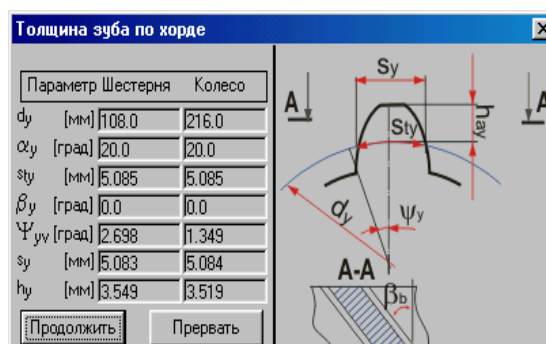 Толщина зуба по хорде
Параметр Шестерня Колесо
dy [мм] 108.0 216.0
αy [град] 20.0 20.0
sty [мм] 5.085 5.085
βy [град] 0.0 0.0
Ψyv [град] 2.698 1.349
sy [мм] 5.083 5.084
hy [мм] 3.549 3.519
Продолжить Прервать
sy
A A
hay
sty
dy ψy
A-A
βb